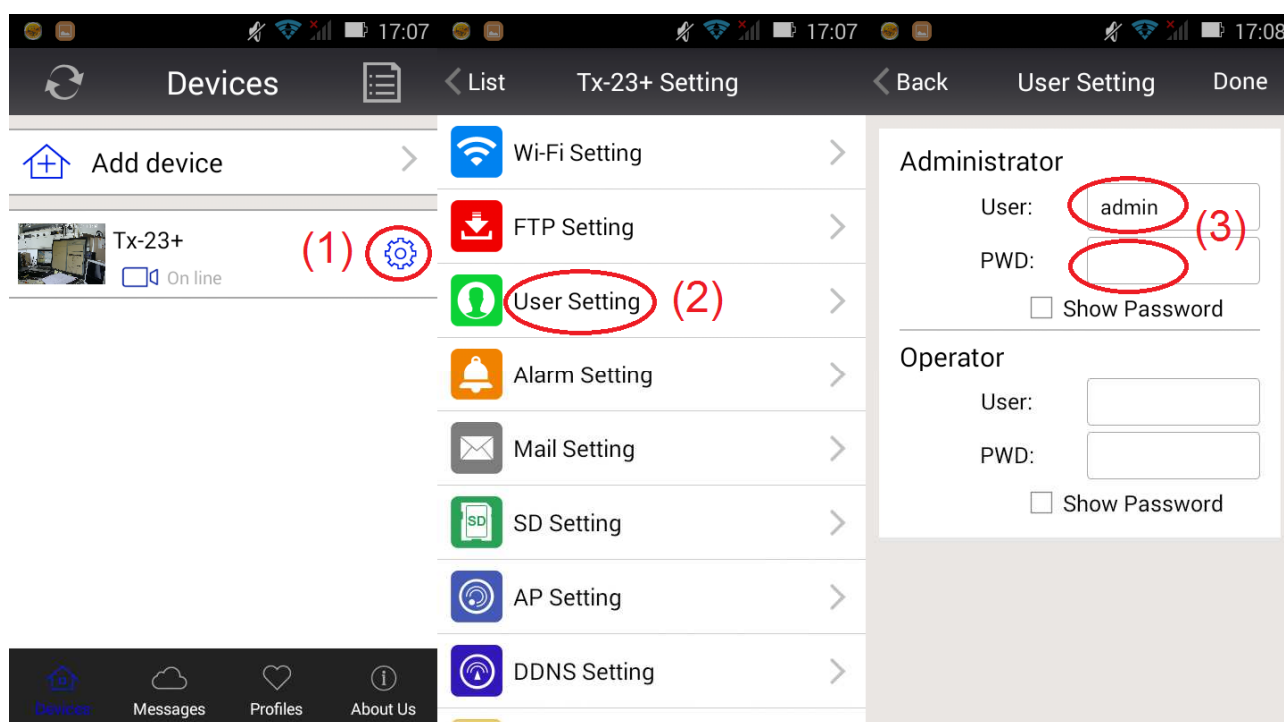 17:07
Devices
Add device
Tx-23+
(1)
On line
Devices
Messages
Profiles
About Us
17:07
List
Tx-23+ Setting
Wi-Fi Setting
FTP Setting
User Setting
(2)
Alarm Setting
Mail Setting
SD
SD Setting
AP Setting
DDNS Setting
17:08
Back
User Setting
Done
Administrator
User:
admin
(3)
PWD:
Show Password
Operator
User:
PWD:
Show Password